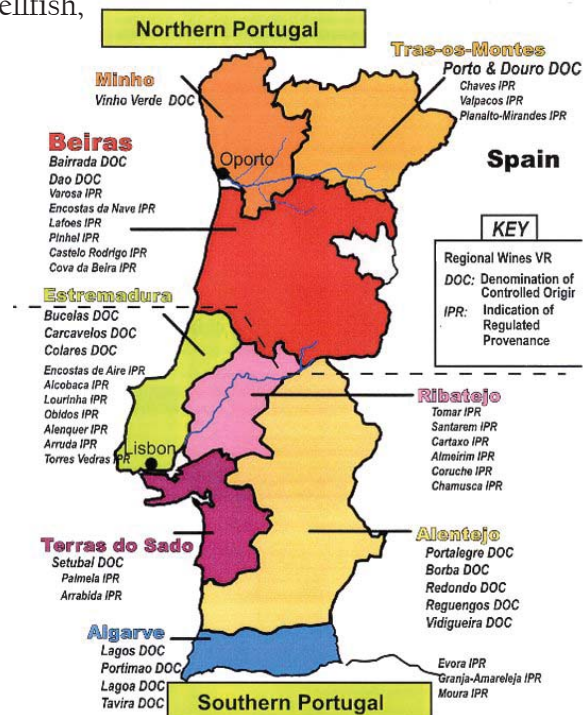 ellfish,
Northern Portugal
Minho
Vinho Verde DOC
Tras-os-Montes
Porto & Douro DOC
Chaves IPR
Valpacos IPR
Planalto-Mirandes IPR
Spain
Beiras
Bairrada DOC
Dao DOC
Varosa IPR
Encostas da Nave IPR
Lafoes IPR
Pinhel IPR
Castelo Rodrigo IPR
Cova da Beira IPR
Oporto
KEY
Regional Wines VR
DOC: Denomination of
Controlled Origir
IPR: Indication of
Regulated
Provenance
Estremadura
Bucelas DOC
Carcavelos DOC
Colares DOC
Encostas de Aire IPR
Alcobaca IPR
Lourinha IPR
Obidos IPR
Alenquer IPR
Arruda IPR
Torres Vedras IPR
Lisbon
Ribatejo
Tomar IPR
Santarem IPR
Cartaxo IPR
Almeirim IPR
Coruche IPR
Chamusca IPR
Terras do Sado
Setubal DOC
Palmela IPR
Arrabida IPR
Alentejo
Portalegre DOC
Borba DOC
Redondo DOC
Reguengos DOC
Vidigueira DOC
Evora IPR
Granja-Amareleja IPR
Moura IPR
Algarve
Lagos DOC
Portimao DOC
Lagoa DOC
Tavira DOC
Southern Portugal